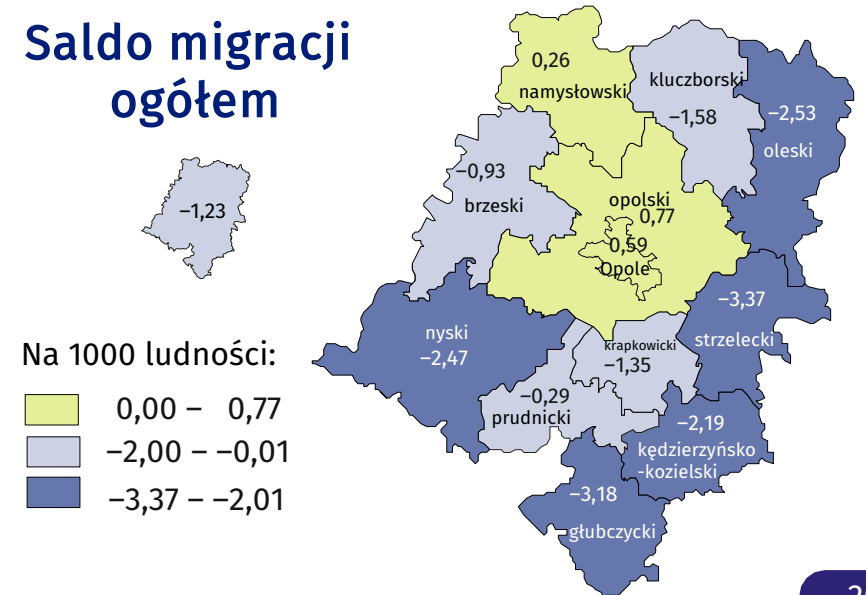 Saldo migracji
ogółem
−1,23
Na 1000 ludności:
0,00 − 0,77
−2,00 − −0,01
−3,37 − −2,01
0,26
namysłowski
kluczborski
−1,58
−2,53
oleski
−0,93
brzeski
opolski
0,77
0,59
Opole
nyski
−2,47
−3,37
strzelecki
krapkowicki
−1,35
−0,29
prudnicki
−2,19
kędzierzyńsko
-kozielski
−3,18
głubczycki